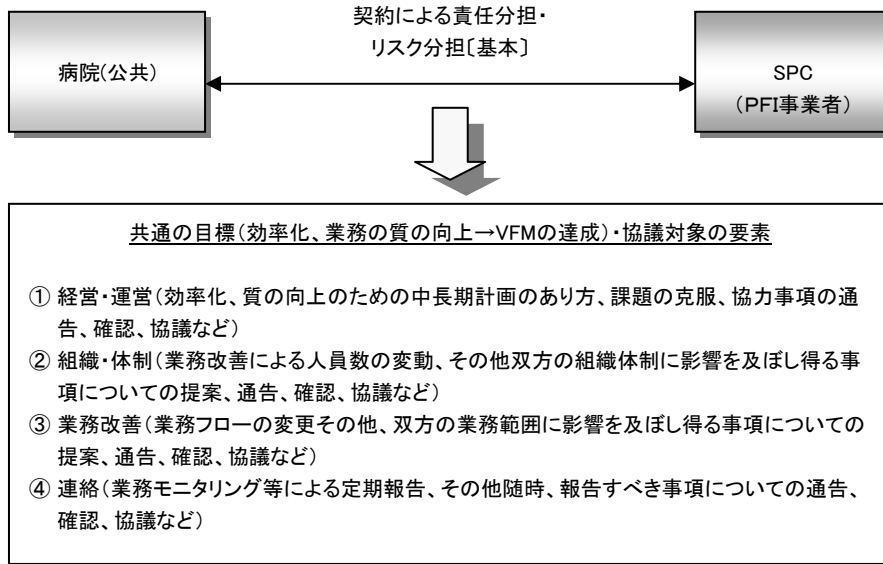 契約による責任分担・
リスク分担〔基本〕
病院(公共)
SPC
(PFI事業者)
共通の目標(効率化、業務の質の向上→VFMの達成)・協議対象の要素
① 経営・運営(効率化、質の向上のための中長期計画のあり方、課題の克服、協力事項の通
告、確認、協議など)
② 組織・体制(業務改善による人員数の変動、その他双方の組織体制に影響を及ぼし得る事
項についての提案、通告、確認、協議など)
③ 業務改善(業務フローの変更その他、双方の業務範囲に影響を及ぼし得る事項についての
提案、通告、確認、協議など)
④ 連絡(業務モニタリング等による定期報告、その他随時、報告すべき事項についての通告、
確認、協議など)